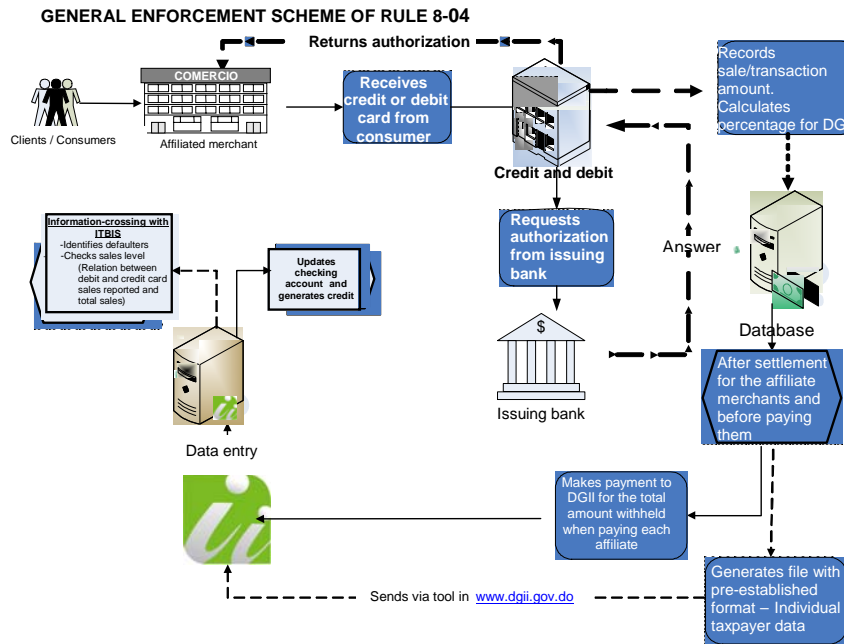 GENERAL ENFORCEMENT SCHEME OF RULE 8-04
Returns authorization
COMERCIO
Clients / Consumers
Affiliated merchant
Receives
credit or debit
card from
consumer
Credit and debit
Records
sale/transaction
amount.
Calculates
percentage for DG
Information-crossing with
ITBIS
-Identifies defaulters
-Checks sales level
(Relation between
debit and credit card
sales reported and
total sales)
Updates
checking
account and
generates credit
Requests
authorization
from issuing
bank
Answer
$
Issuing bank
Database
After settlement
for the affiliate
merchants and
before paying
them
Data entry
Makes payment to
DGII for the total
amount withheld
when paying each
affiliate
Sends via tool in www.dgii.gov.do
Generates file with
pre-established
format – Individual
taxpayer data